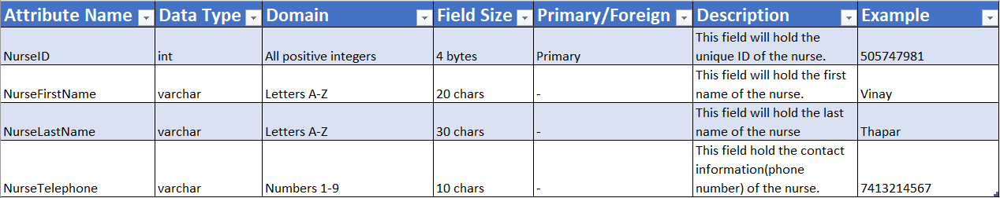 Attribute Name Data Type Domain Field Size Primary/Foreign Description Example
This field will hold the
NurseID int All positive integers 4 bytes Primary unique ID of the nurse. 505747981
This field will hold the first
NurseFirstName varchar Letters A-Z 20 chars - name of the nurse. Vinay
This field will hold the last
NurseLastName varchar Letters A-Z 30 chars - name of the nurse Thapar
This field hold the contact
information(phone
NurseTelephone varchar Numbers 1-9 10 chars - number) of the nurse. 7413214567